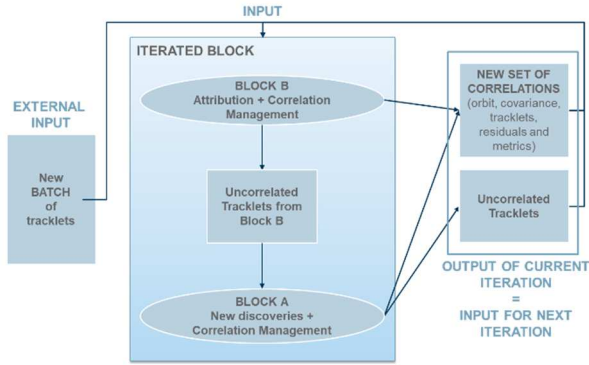 INPUT
ITERATED BLOCK
BLOCK B
Attribution + Correlation
Management
Uncorrelated
Tracklets from
Block B
BLOCK A
New discoveries +
Correlation Management
EXTERNAL
INPUT
New
BATCH
of
tracklets
NEW SET OF
CORRELATIONS
(orbit, covariance,
tracklets,
residuals and
metrics)
Uncorrelated
Tracklets
OUTPUT OF CURRENT
ITERATION
=
INPUT FOR NEXT
ITERATION